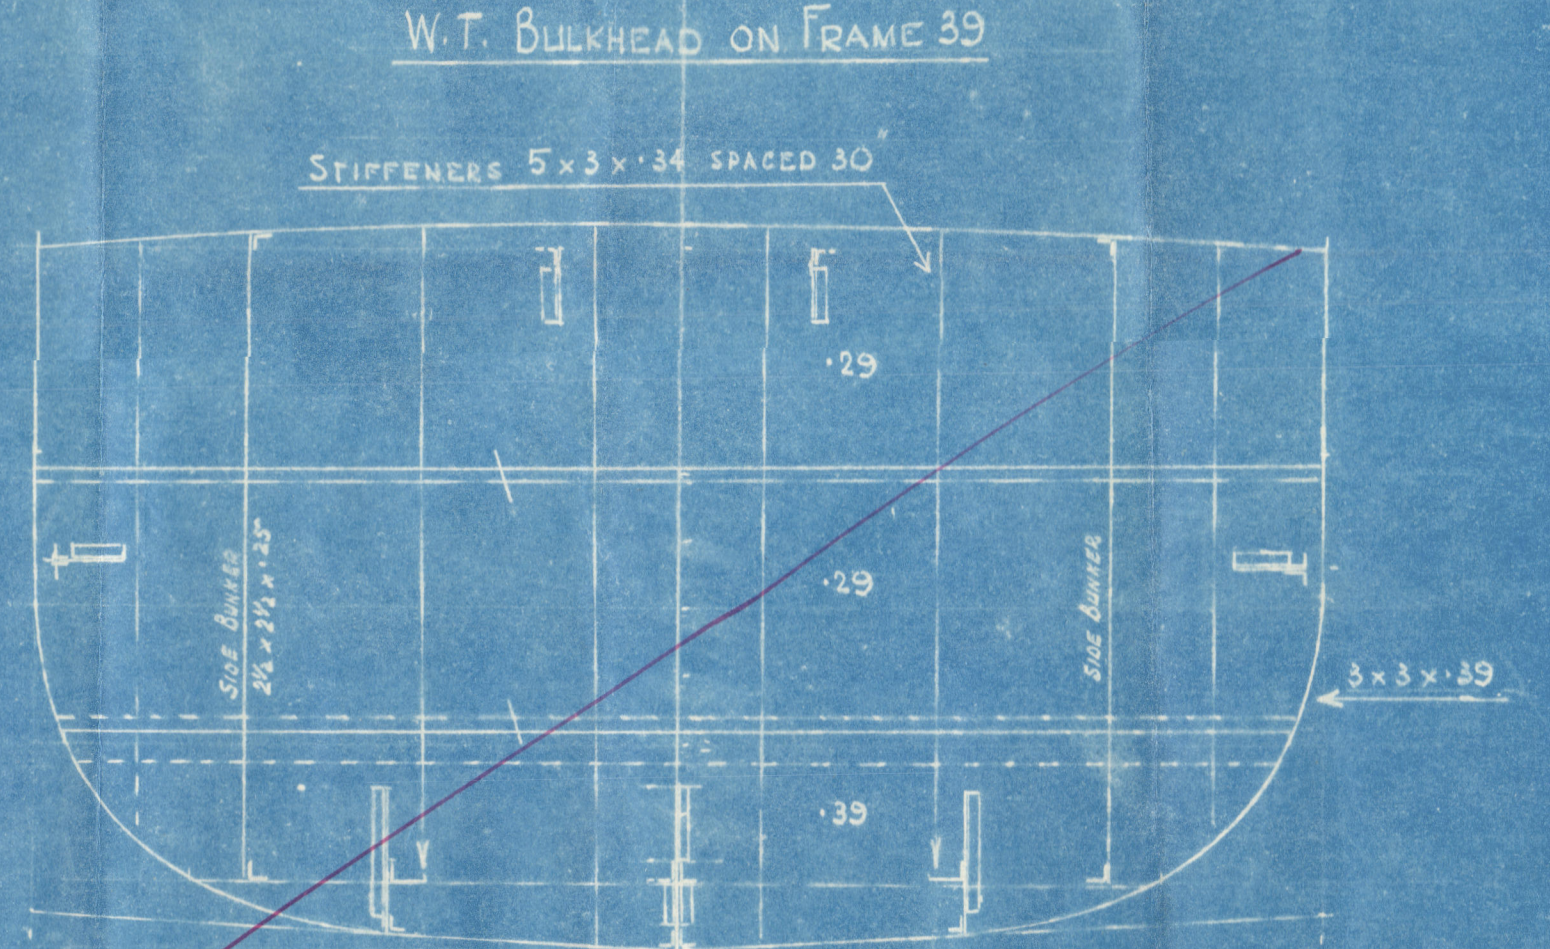 W.T. BULKHEAD ON FRAME 39
STIFFENERS 5 x 3 x .34 SPACED 30"
.29
SIDE BUNKER
2½ x 2½ x .25
.29
SIDE BUNKER
3 x 3 x .39
.39